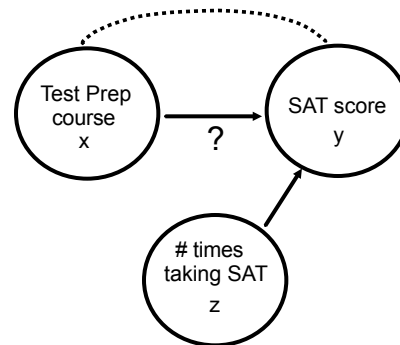 Test Prep
course
x
SAT score
y
?
# times
taking SAT
z